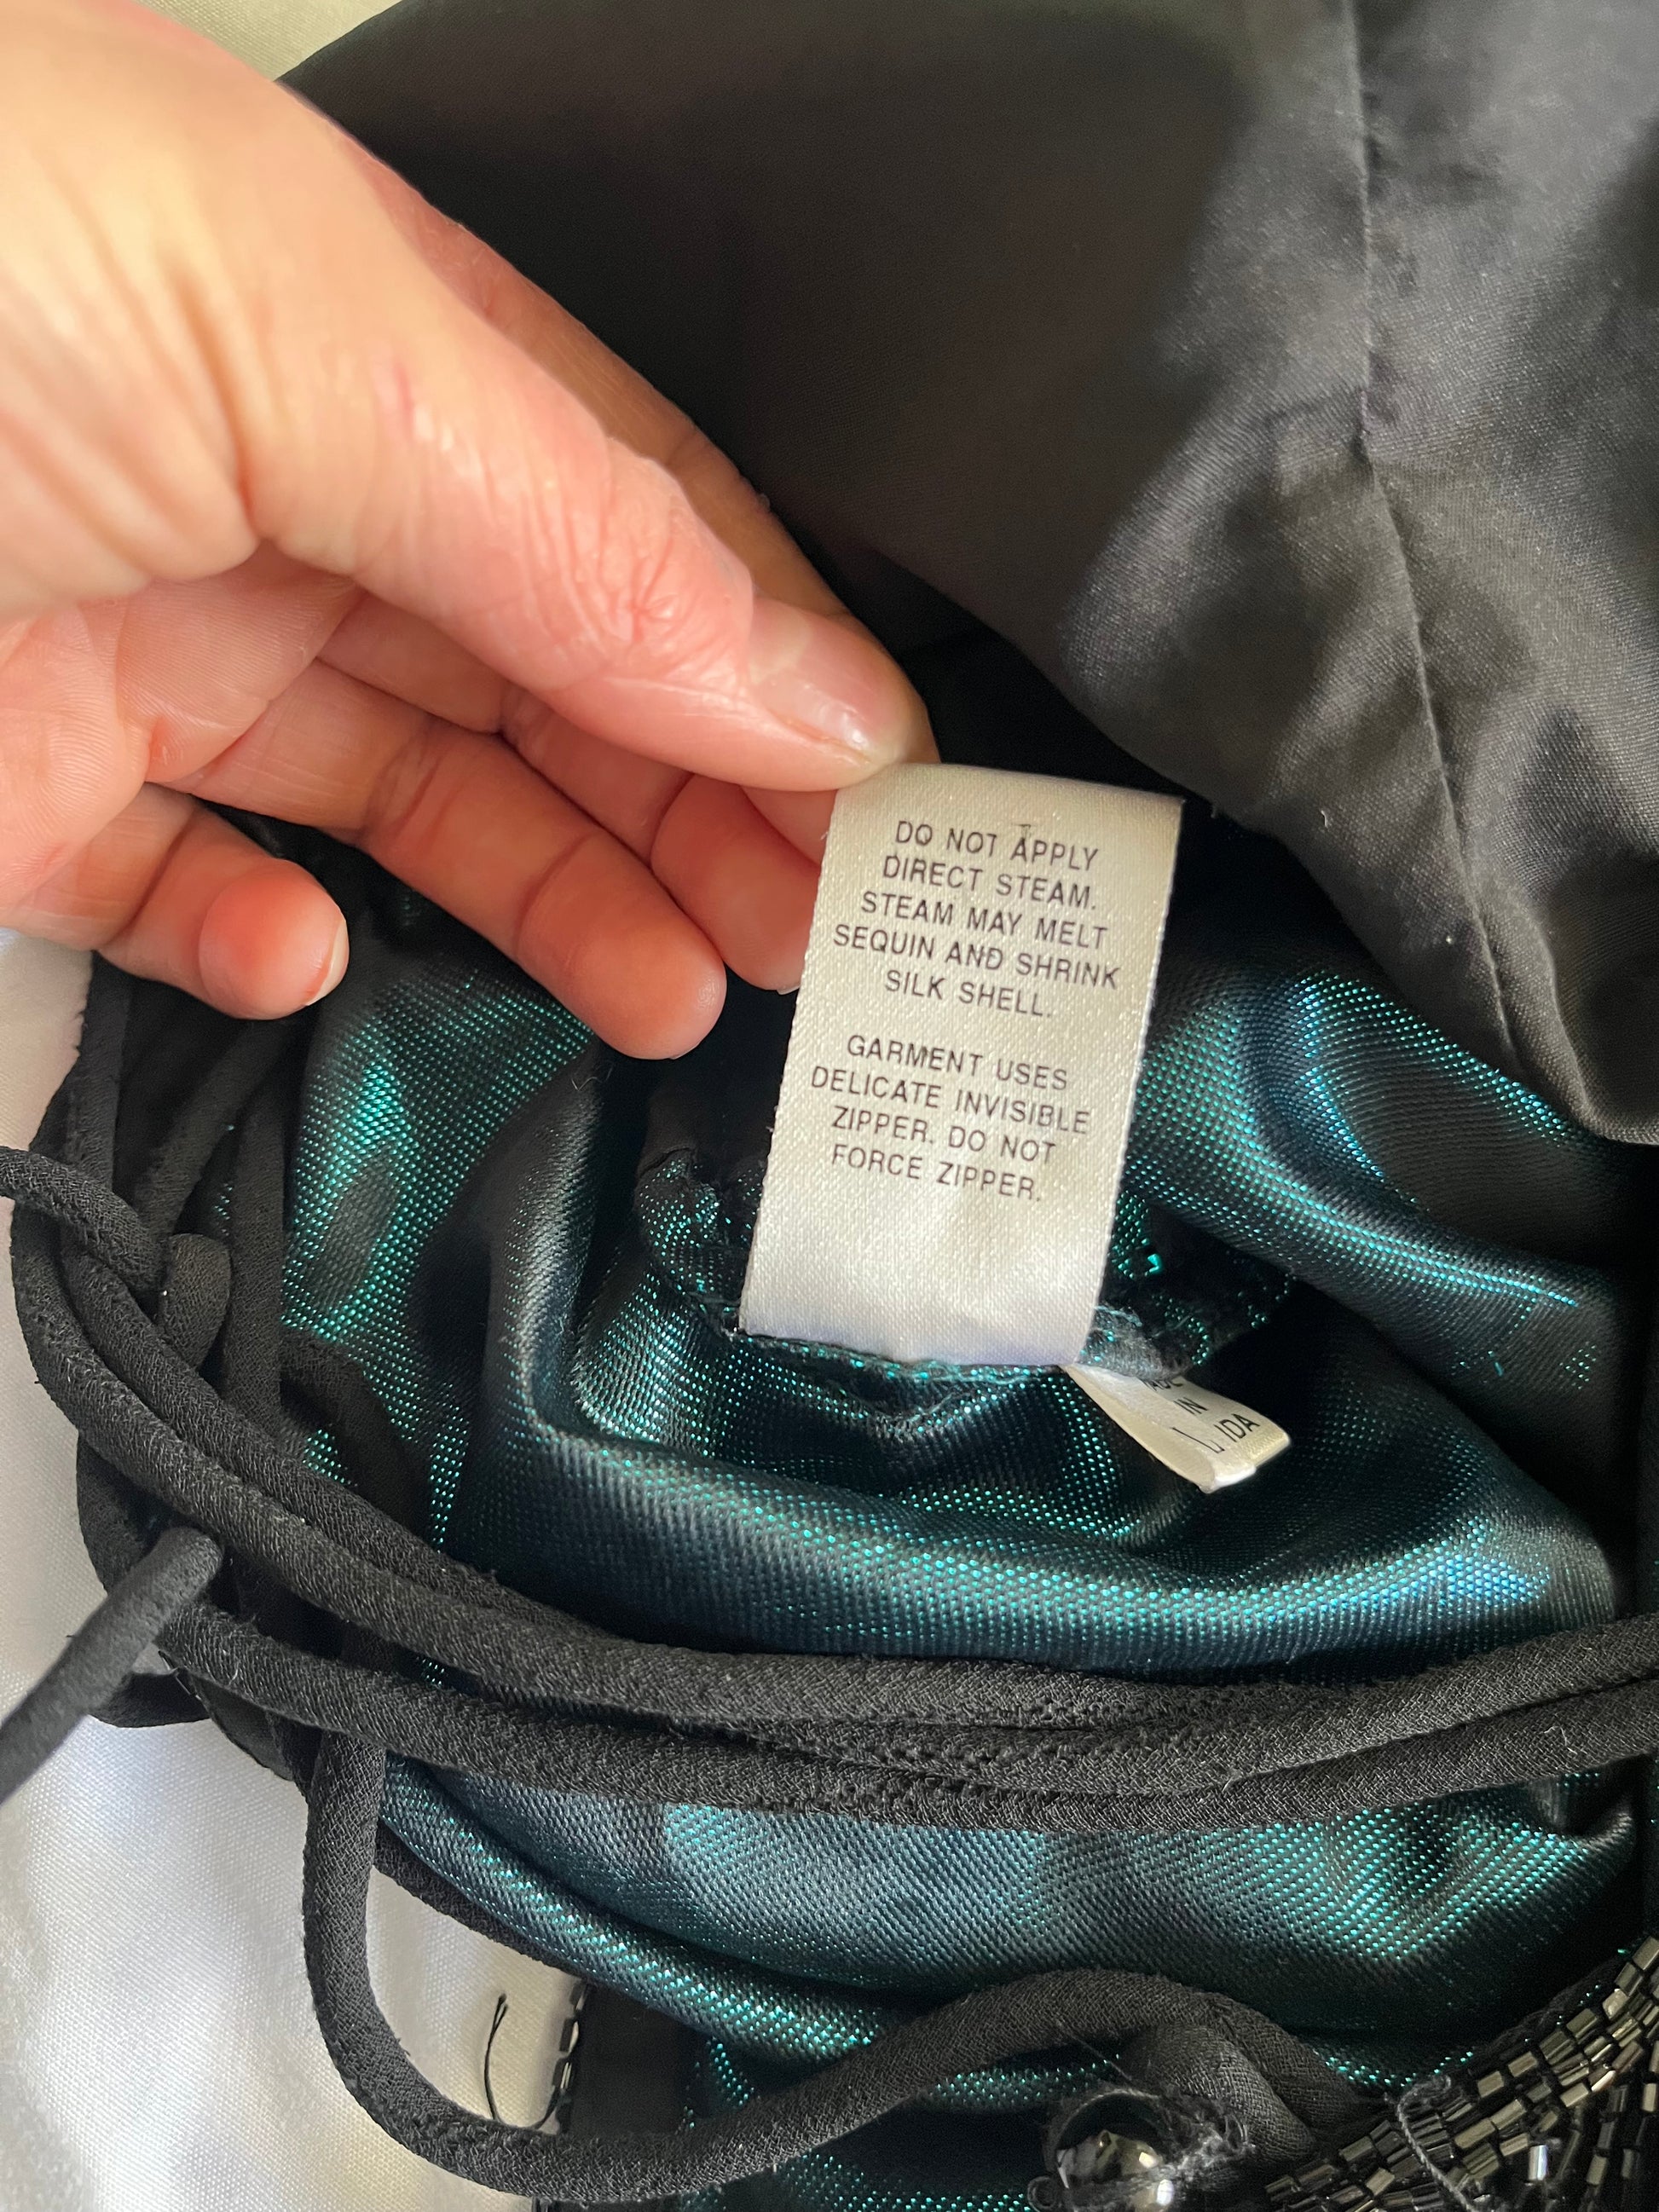 DO NOT APPLY
DIRECT STEAM.
STEAM MAY MELT
SEQUIN AND SHRINK
SILK SHELL.
GARMENT USES
DELICATE INVISIBLE
ZIPPER. DO NOT
FORCE ZIPPER.
IN